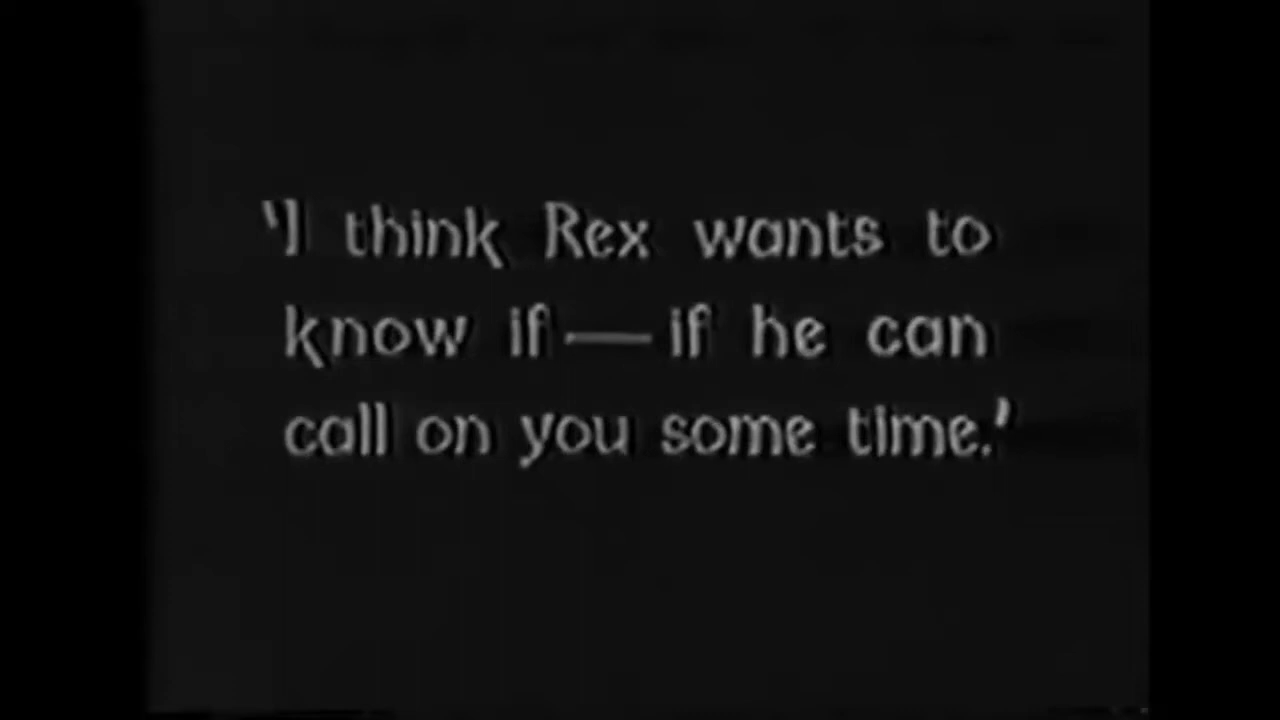 'I think Rex wants to
know if — if he can
call on you some time.'